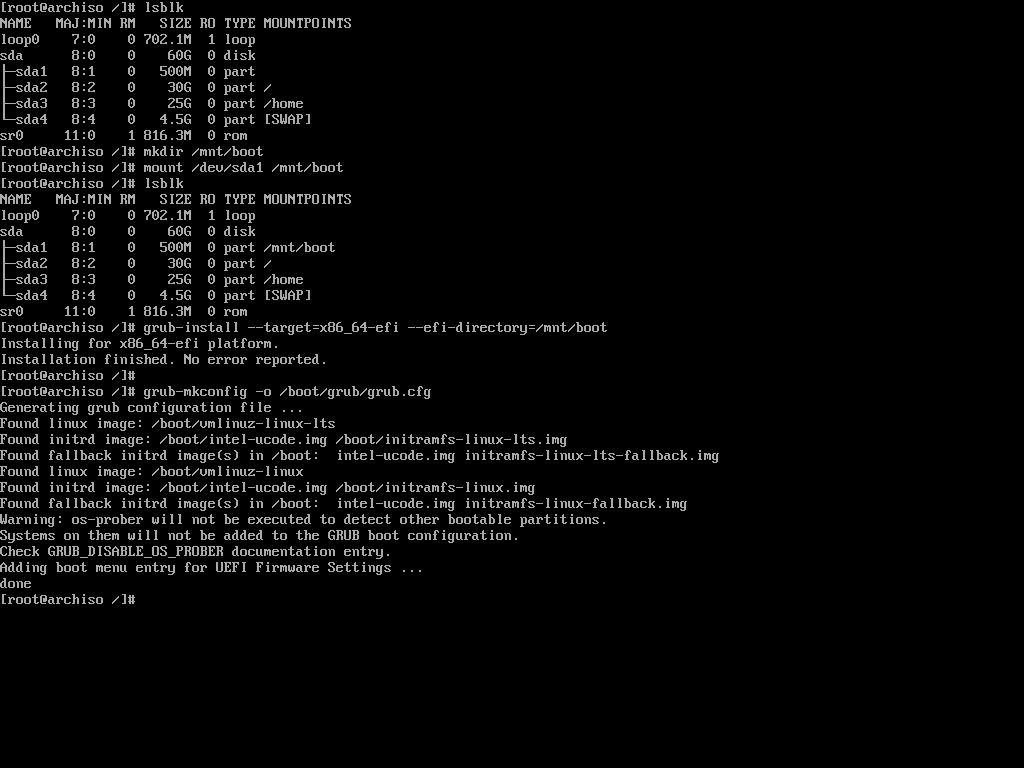 [root@archiso /]# lsblk
NAME   MAJ:MIN RM   SIZE RO TYPE MOUNTPOINTS
loop0    7:0    0 702.1M  1 loop
sda      8:0    0    60G  0 disk
├─sda1   8:1    0   500M  0 part
├─sda2   8:2    0    30G  0 part /
├─sda3   8:3    0    25G  0 part /home
└─sda4   8:4    0   4.5G  0 part [SWAP]
sr0     11:0    1 816.3M  0 rom
[root@archiso /]# mkdir /mnt/boot
[root@archiso /]# mount /dev/sda1 /mnt/boot
[root@archiso /]# lsblk
NAME   MAJ:MIN RM   SIZE RO TYPE MOUNTPOINTS
loop0    7:0    0 702.1M  1 loop
sda      8:0    0    60G  0 disk
├─sda1   8:1    0   500M  0 part /mnt/boot
├─sda2   8:2    0    30G  0 part /
├─sda3   8:3    0    25G  0 part /home
└─sda4   8:4    0   4.5G  0 part [SWAP]
sr0     11:0    1 816.3M  0 rom
[root@archiso /]# grub-install --target=x86_64-efi --efi-directory=/mnt/boot
Installing for x86_64-efi platform.
Installation finished. No error reported.
[root@archiso /]#
[root@archiso /]# grub-mkconfig -o /boot/grub/grub.cfg
Generating grub configuration file ...
Found linux image: /boot/vmlinuz-linux-lts
Found initrd image: /boot/intel-ucode.img /boot/initramfs-linux-lts.img
Found fallback initrd image(s) in /boot:  intel-ucode.img initramfs-linux-lts-fallback.img
Found linux image: /boot/vmlinuz-linux
Found initrd image: /boot/intel-ucode.img /boot/initramfs-linux.img
Found fallback initrd image(s) in /boot:  intel-ucode.img initramfs-linux-fallback.img
Warning: os-prober will not be executed to detect other bootable partitions.
Systems on them will not be added to the GRUB boot configuration.
Check GRUB_DISABLE_OS_PROBER documentation entry.
Adding boot menu entry for UEFI Firmware Settings ...
done
[root@archiso /]#